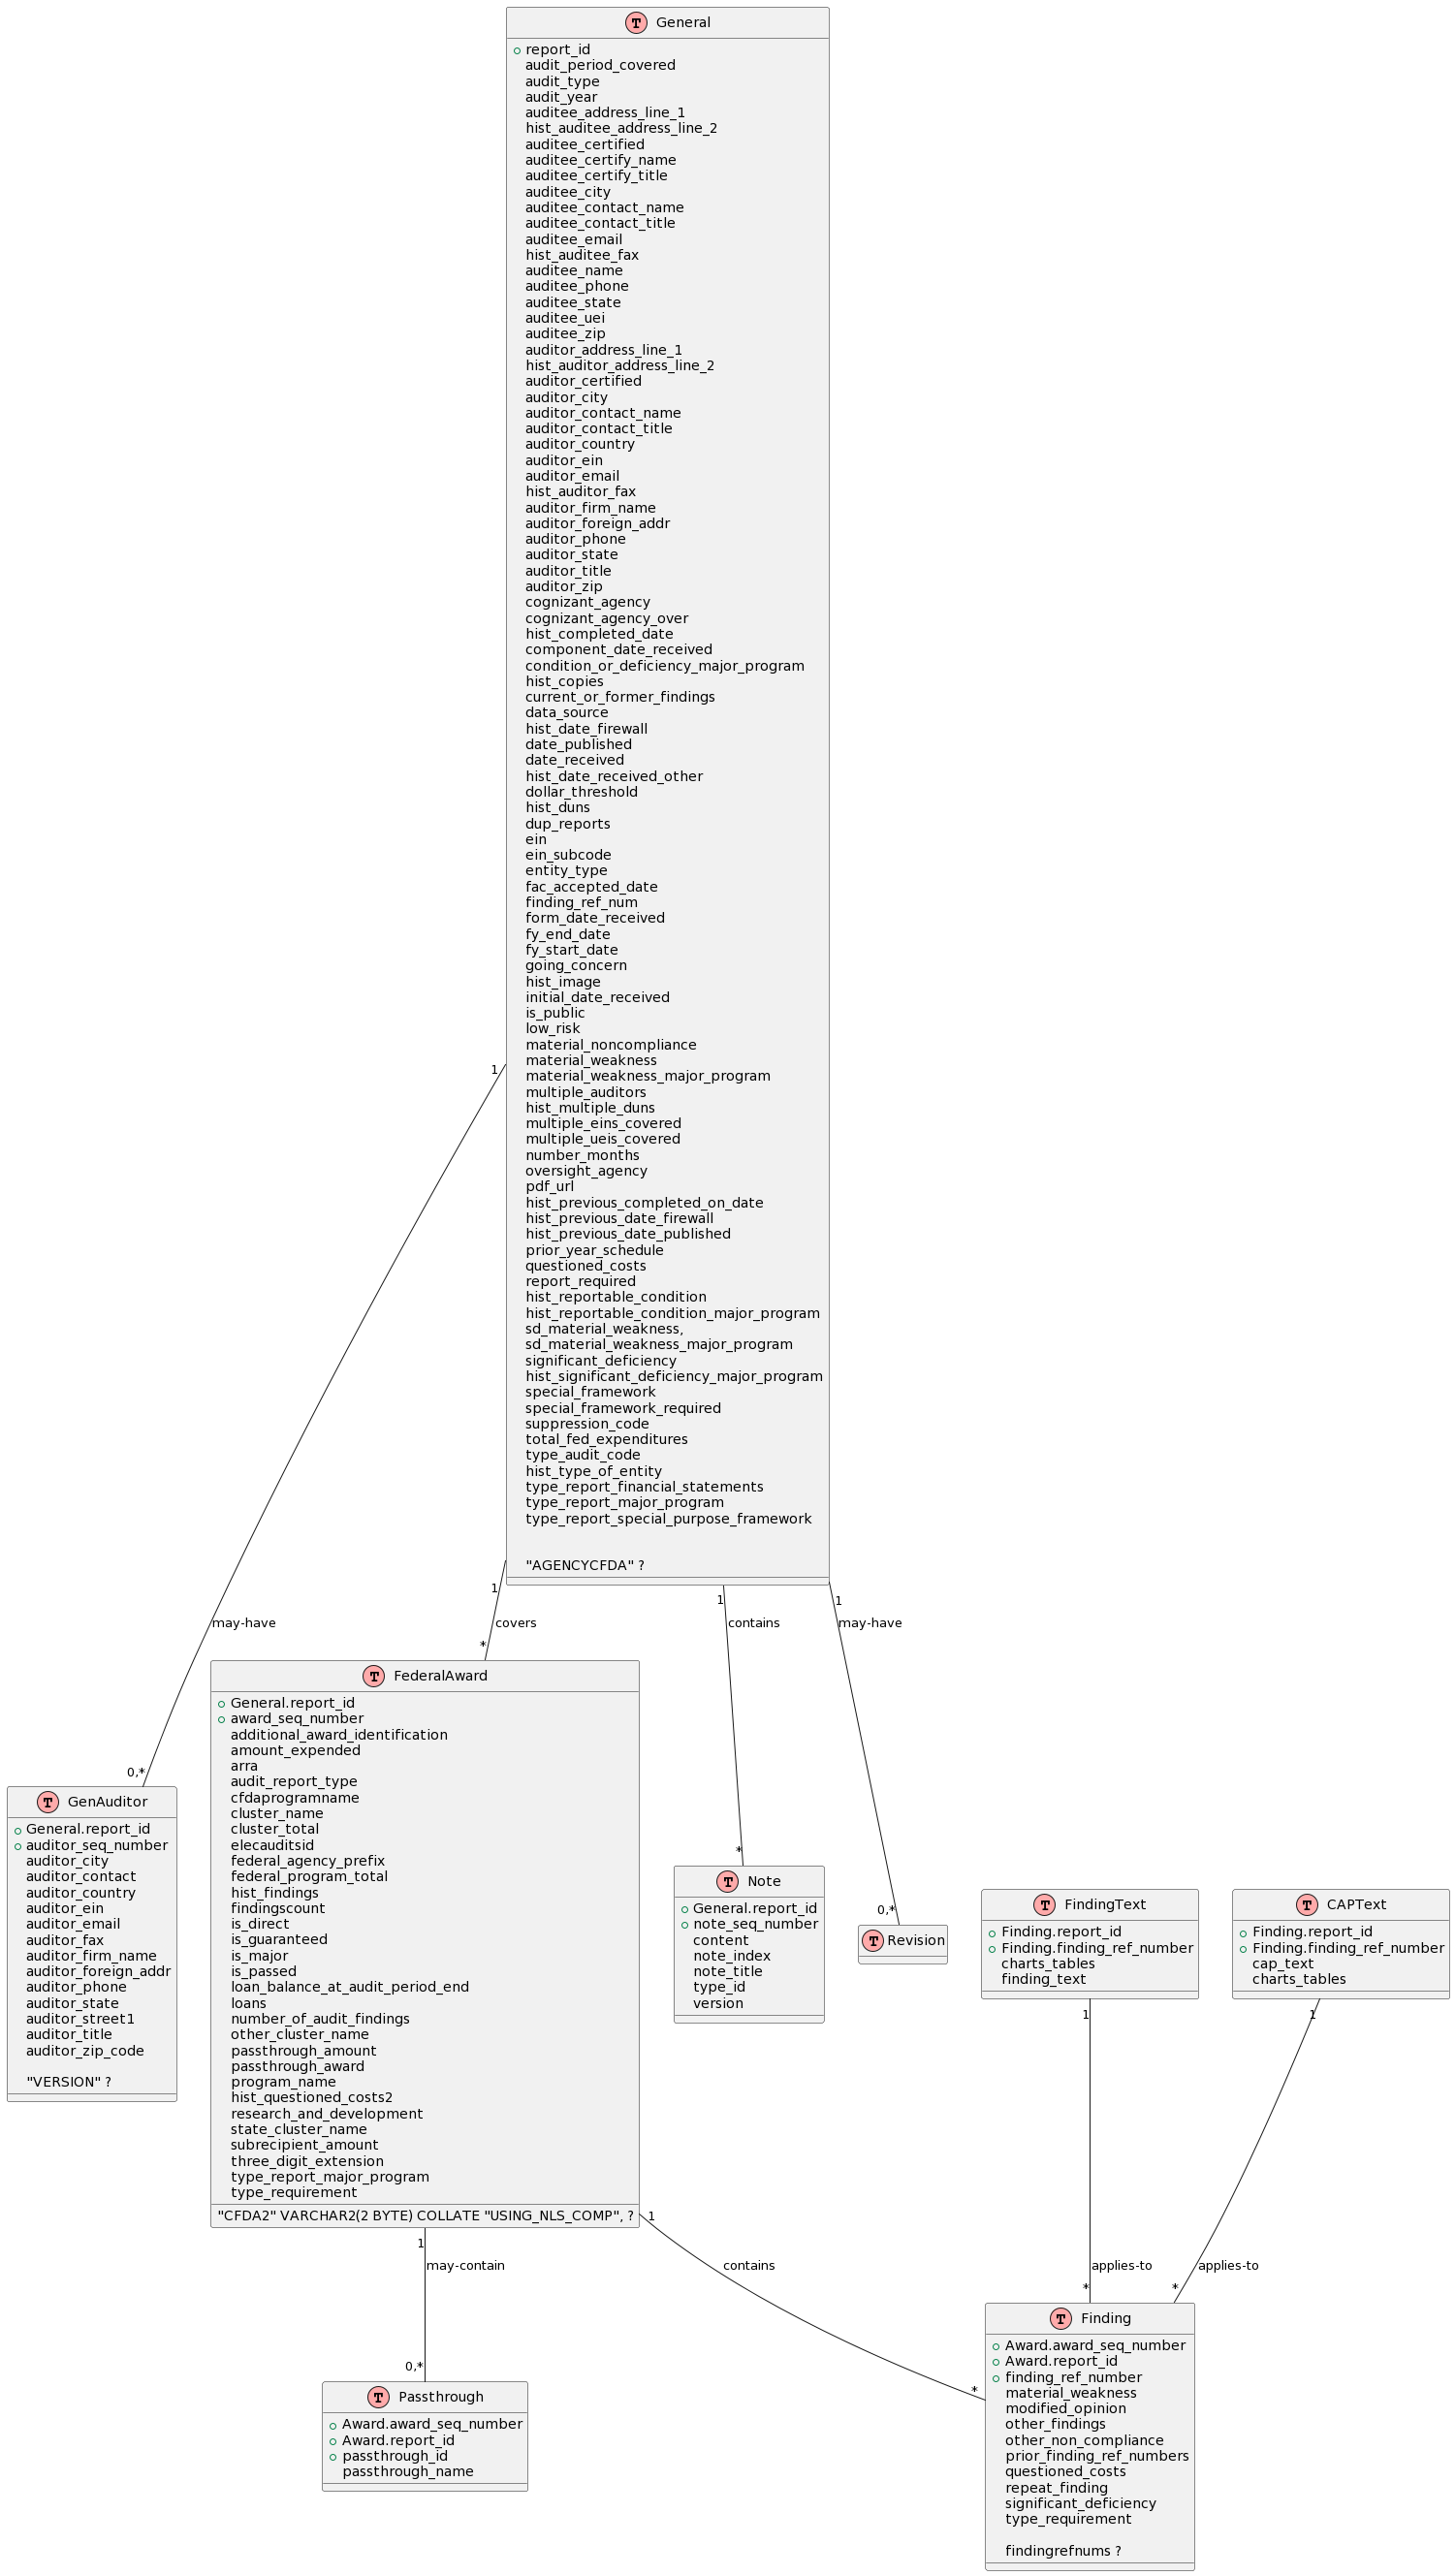 T General
report_id
audit_period_covered
audit_type
audit_year
auditee_address_line_1
hist_auditee_address_line_2
auditee_certified
auditee_certify_name
auditee_certify_title
auditee_city
auditee_contact_name
auditee_contact_title
auditee_email
hist_auditee_fax
auditee_name
auditee_phone
auditee_state
auditee_uei
auditee_zip
auditor_address_line_1
hist_auditor_address_line_2
auditor_certified
auditor_city
auditor_contact_name
auditor_contact_title
auditor_country
auditor_ein
auditor_email
hist_auditor_fax
auditor_firm_name
auditor_foreign_addr
auditor_phone
auditor_state
auditor_title
auditor_zip
cognizant_agency
cognizant_agency_over
hist_completed_date
component_date_received
condition_or_deficiency_major_program
hist_copies
current_or_former_findings
data_source
hist_date_firewall
date_published
date_received
hist_date_received_other
dollar_threshold
hist_duns
dup_reports
ein
ein_subcode
entity_type
fac_accepted_date
finding_ref_num
form_date_received
fy_end_date
fy_start_date
going_concern
hist_image
initial_date_received
is_public
low_risk
material_noncompliance
material_weakness
material_weakness_major_program
multiple_auditors
hist_multiple_duns
multiple_eins_covered
multiple_ueis_covered
number_months
oversight_agency
pdf_url
hist_previous_completed_on_date
hist_previous_date_firewall
hist_previous_date_published
prior_year_schedule
questioned_costs
report_required
hist_reportable_condition
hist_reportable_condition_major_program
sd_material_weakness,
sd_material_weakness_major_program
significant_deficiency
hist_significant_deficiency_major_program
special_framework
special_framework_required
suppression_code
total_fed_expenditures
type_audit_code
hist_type_of_entity
type_report_financial_statements
type_report_major_program
type_report_special_purpose_framework
"AGENCYCFDA" ?
1
may-have
0,*
1
covers
*
1
contains
*
1
may-have
0,*
T GenAuditor
General.report_id
auditor_seq_number
auditor_city
auditor_contact
auditor_country
auditor_ein
auditor_email
auditor_fax
auditor_firm_name
auditor_foreign_addr
auditor_phone
auditor_state
auditor_street1
auditor_title
auditor_zip_code
"VERSION" ?
T FederalAward
General.report_id
award_seq_number
additional_award_identification
amount_expended
arra
audit_report_type
cfdaprogramname
cluster_name
cluster_total
elecauditsid
federal_agency_prefix
federal_program_total
hist_findings
findingscount
is_direct
is_guaranteed
is_major
is_passed
loan_balance_at_audit_period_end
loans
number_of_audit_findings
other_cluster_name
passthrough_amount
passthrough_award
program_name
hist_questioned_costs2
research_and_development
state_cluster_name
subrecipient_amount
three_digit_extension
type_report_major_program
type_requirement
"CFDA2" VARCHAR2(2 BYTE) COLLATE "USING_NLS_COMP", ?
T Note
General.report_id
note_seq_number
content
note_index
note_title
type_id
version
T Revision
T FindingText
Finding.report_id
Finding.finding_ref_number
charts_tables
finding_text
T CAPText
Finding.report_id
Finding.finding_ref_number
cap_text
charts_tables
1
may-contain
0,*
1
contains
*
1
applies-to
*
1
applies-to
*
T Passthrough
Award.award_seq_number
Award.report_id
passthrough_id
passthrough_name
T Finding
Award.award_seq_number
Award.report_id
finding_ref_number
material_weakness
modified_opinion
other_findings
other_non_compliance
prior_finding_ref_numbers
questioned_costs
repeat_finding
significant_deficiency
type_requirement
findingrefnums ?